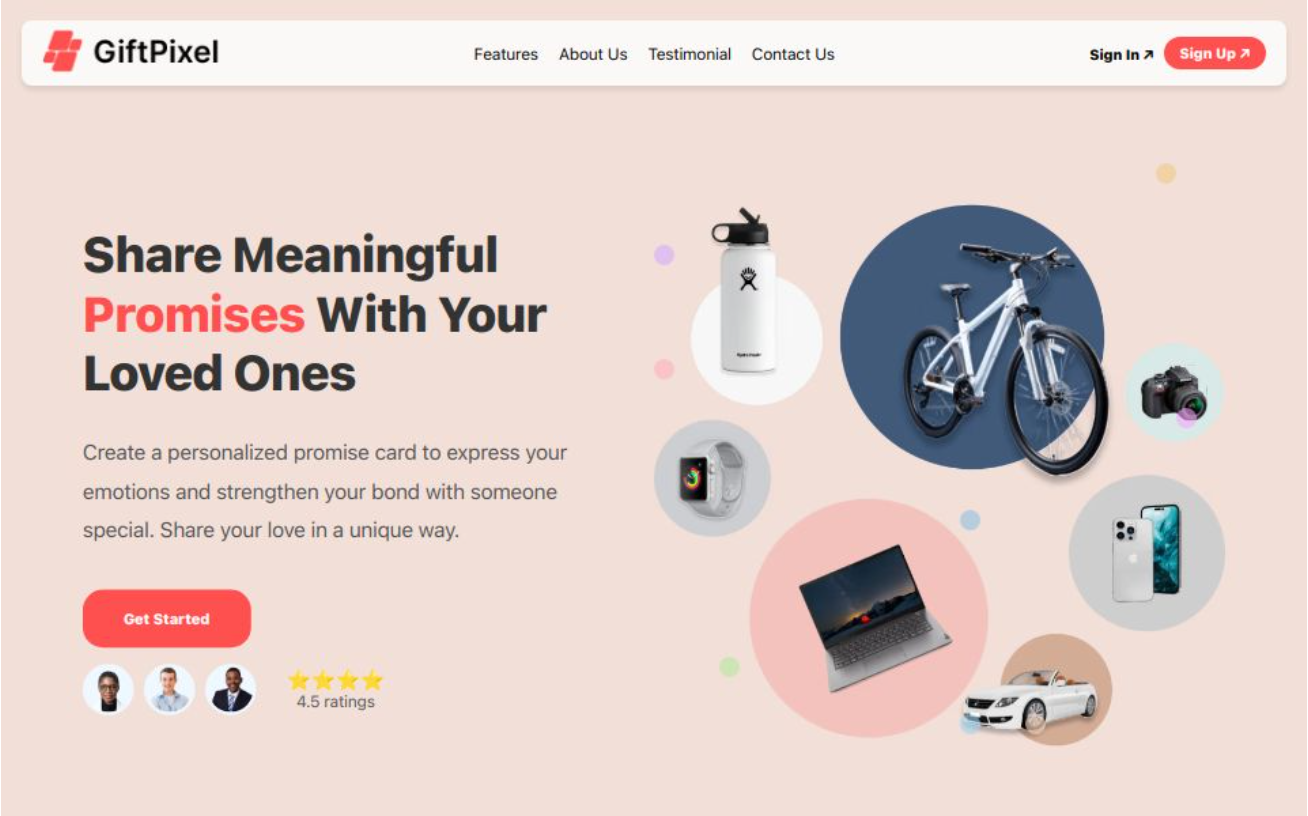 GiftPixel
Features About Us Testimonial Contact Us
Sign In ↗ Sign Up ↗
Share Meaningful
Promises With Your
Loved Ones
Create a personalized promise card to express your
emotions and strengthen your bond with someone
special. Share your love in a unique way.
Get Started
4.5 ratings